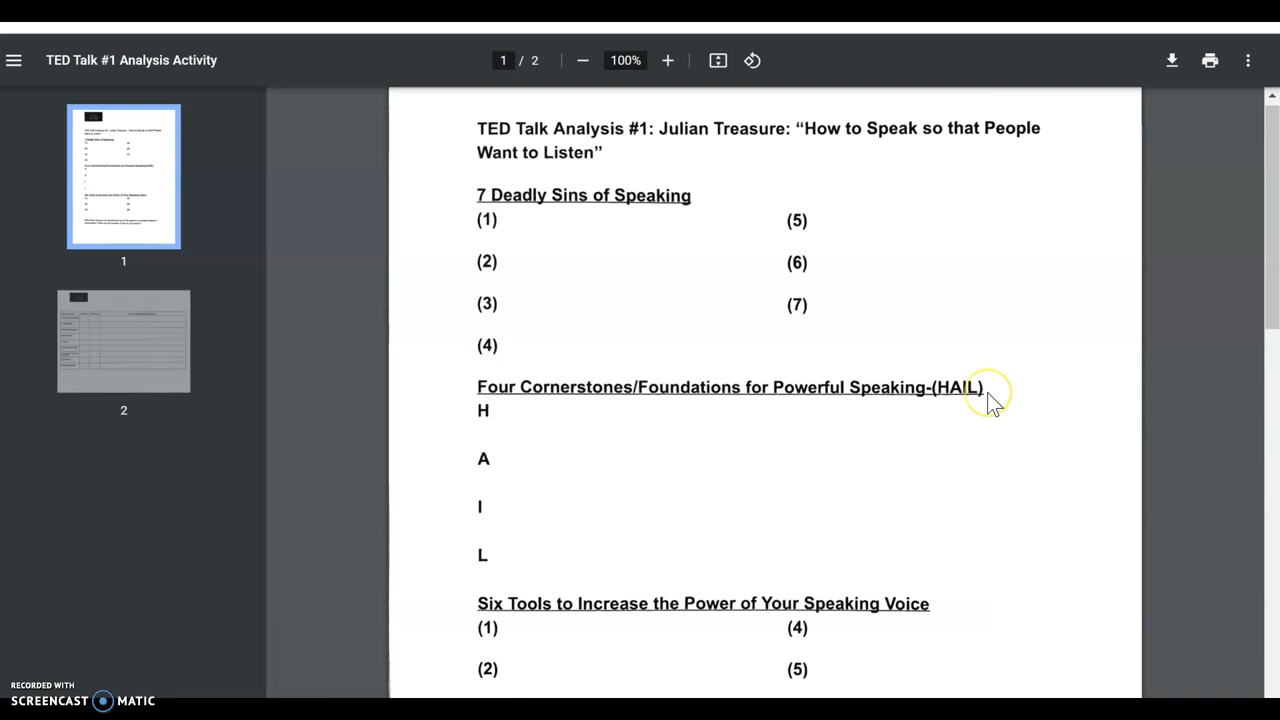 TED Talk #1 Analysis Activity
1 / 2
100%
TED Talk Analysis #1: Julian Treasure: “How to Speak so that People
Want to Listen”
7 Deadly Sins of Speaking
(1) (5)
(2) (6)
(3) (7)
(4)
Four Cornerstones/Foundations for Powerful Speaking-(HAIL)
H
A
I
L
Six Tools to Increase the Power of Your Speaking Voice
(1) (4)
(2) (5)
1
2
RECORDED WITH
SCREENCAST MATIC